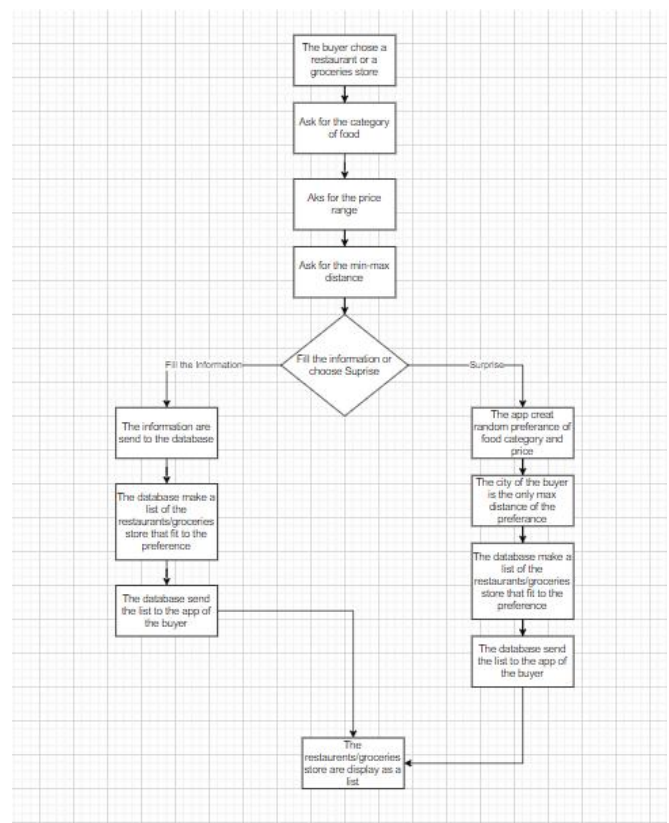 The buyer chose a
restaurant or a
groceries store
Ask for the category
of food
Aks for the price
range
Ask for the min-max
distance
Fill the information or
choose Suprise
Fill the Information
Surprise
The information are
send to the database
The database make a
list of the
restaurants/groceries
store that fit to the
preference
The database send
the list to the app of
the buyer
The app creat
random preferance of
food category and
price
The city of the buyer
is the only max
distance of the
preferance
The database make a
list of the
restaurants/groceries
store that fit to the
preference
The database send
the list to the app of
the buyer
The
restaurents/groceries
store are display as a
list